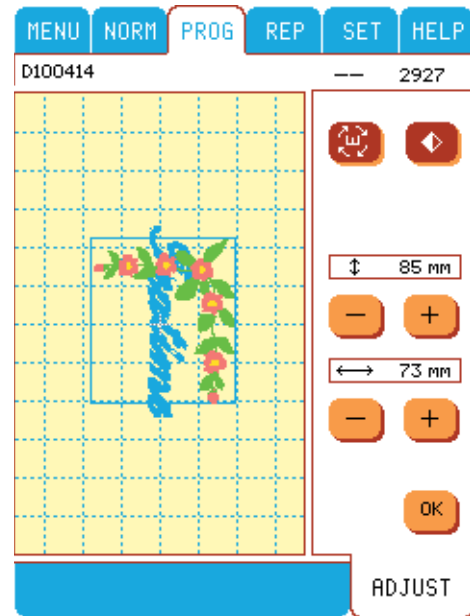 MENU NORM PROG REP SET HELP
D100414 -- 2927
↕ 85 MM
− +
↔ 73 MM
− +
OK
ADJUST